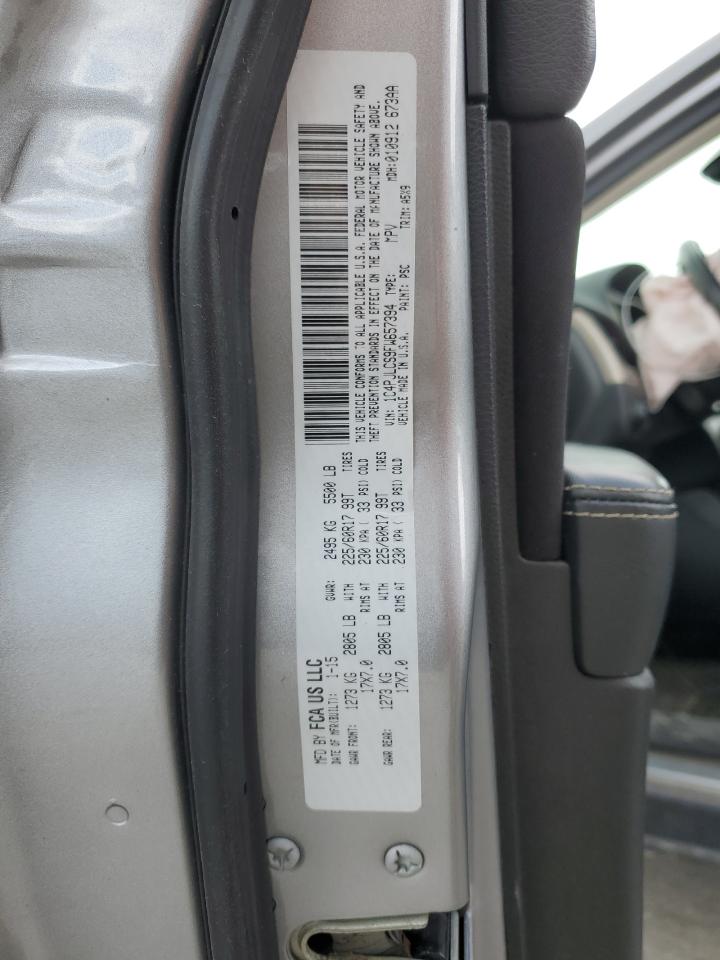 MFD BY FCA US LLC
DATE OF MFR(BUILT): 1-15 GVWR: 2495 KG 5500 LB
GAWR FRONT: 1273 KG 2805 LB WITH 225/60R17 99T TIRES
17X7.0 RIMS AT 230 KPA ( 33 PSI) COLD
GAWR REAR: 1273 KG 2805 LB WITH 225/60R17 99T TIRES
17X7.0 RIMS AT 230 KPA ( 33 PSI) COLD
THIS VEHICLE CONFORMS TO ALL APPLICABLE U.S.A. FEDERAL MOTOR VEHICLE SAFETY AND
THEFT PREVENTION STANDARDS IN EFFECT ON THE DATE OF MANUFACTURE SHOWN ABOVE.
VIN: 1C4PJLCS9FW657394 TYPE: MPV MDH:010912 673AA
VEHICLE MADE IN U.S.A. PAINT: PSC TRIM: A5X9